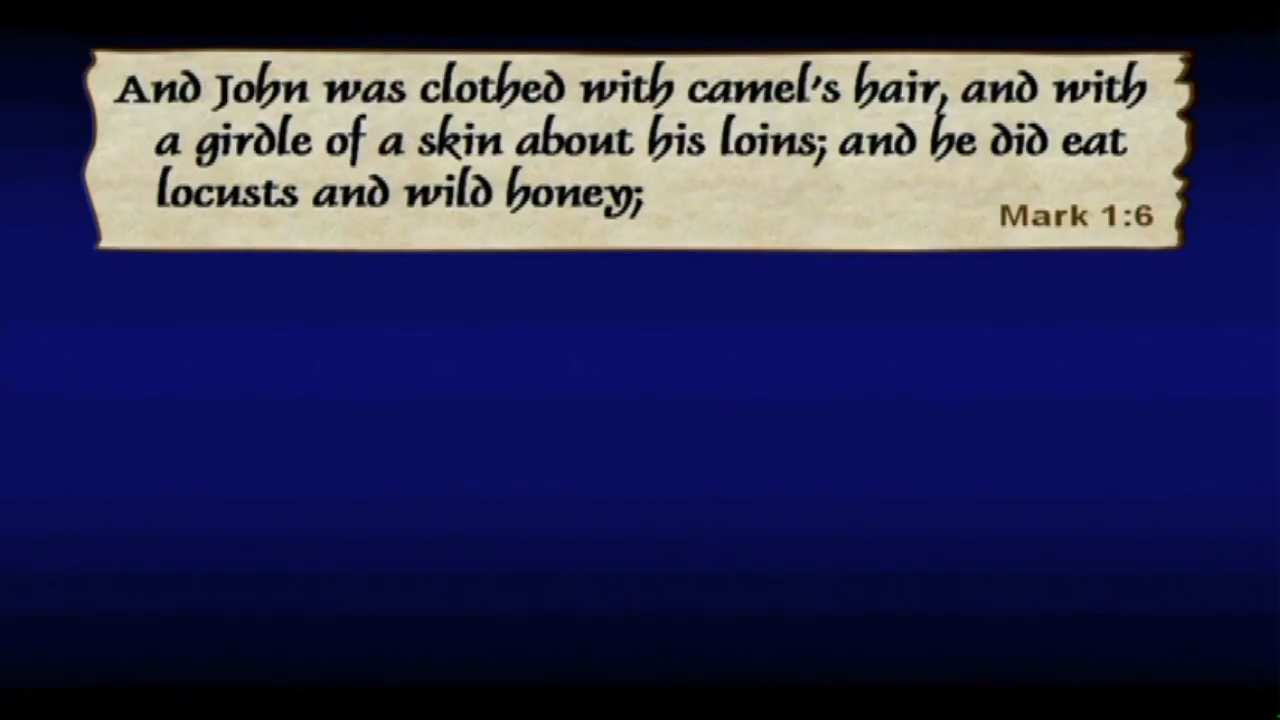 And John was clothed with camel's hair, and with
a girdle of a skin about his loins; and he did eat
locusts and wild honey;
Mark 1:6